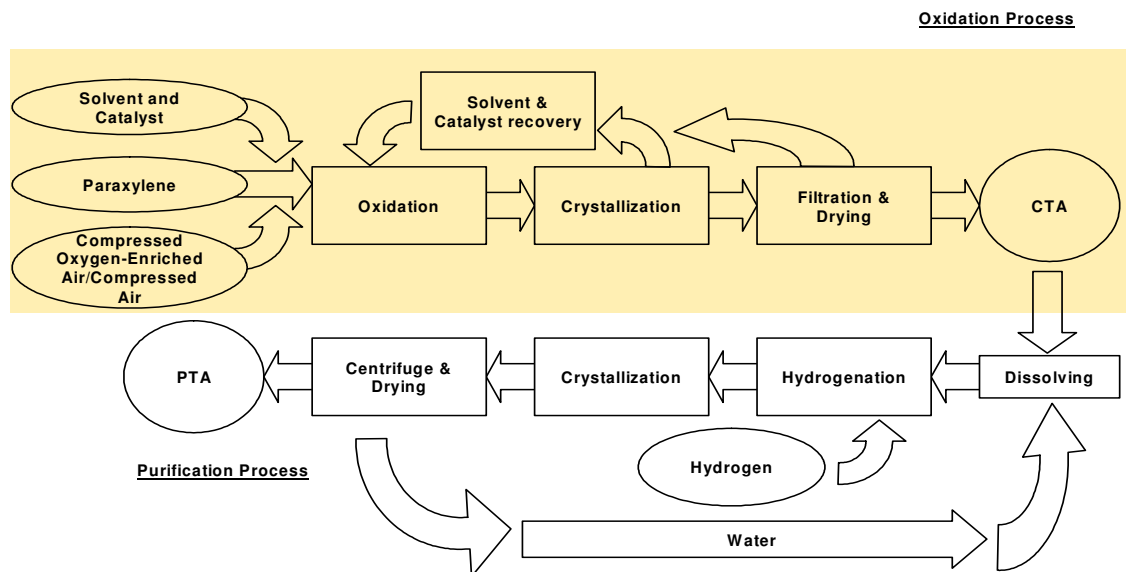 Oxidation Process
Solvent and
Catalyst
Solvent &
Catalyst recovery
Paraxylene
Oxidation
Crystallization
Filtration &
Drying
CTA
Compressed
Oxygen-Enriched
Air/Compressed
Air
PTA
Centrifuge &
Drying
Crystallization
Hydrogenation
Dissolving
Purification Process
Hydrogen
Water